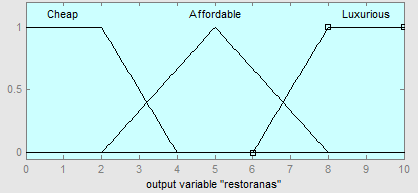 Cheap Affordable Luxurious
1
0.5
0
0 1 2 3 4 5 6 7 8 9 10
output variable "restoranas"